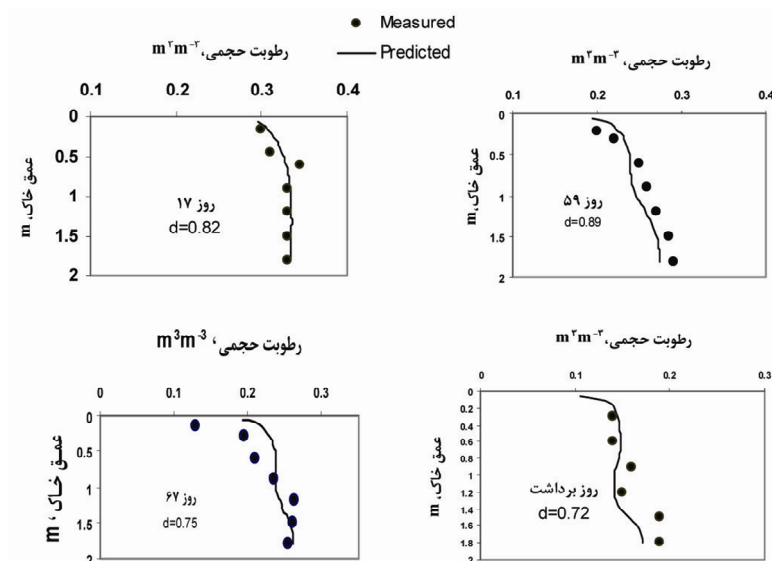 Measured
Predicted
رطوبت حجمی، m³m⁻³
0.1 0.2 0.3 0.4
0
0.5
1
1.5
2
عمق خاک، m
روز ۱۷
d=0.82
رطوبت حجمی، m³m⁻³
0.1 0.2 0.3 0.4
0
0.5
1
1.5
2
عمق خاک، m
روز ۵۹
d=0.89
رطوبت حجمی، m³m⁻³
0 0.1 0.2 0.3
0
0.5
1
1.5
2
عمق خاک، m
روز ۶۷
d=0.75
رطوبت حجمی، m³m⁻³
0 0.1 0.2 0.3
0
0.2
0.4
0.6
0.8
1
1.2
1.4
1.6
1.8
2
عمق خاک، m
روز برداشت
d=0.72